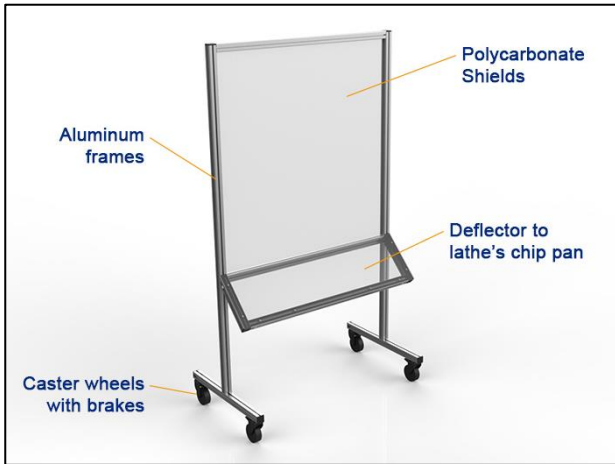 Polycarbonate
Shields
Aluminum
frames
Deflector to
lathe's chip pan
Caster wheels
with brakes